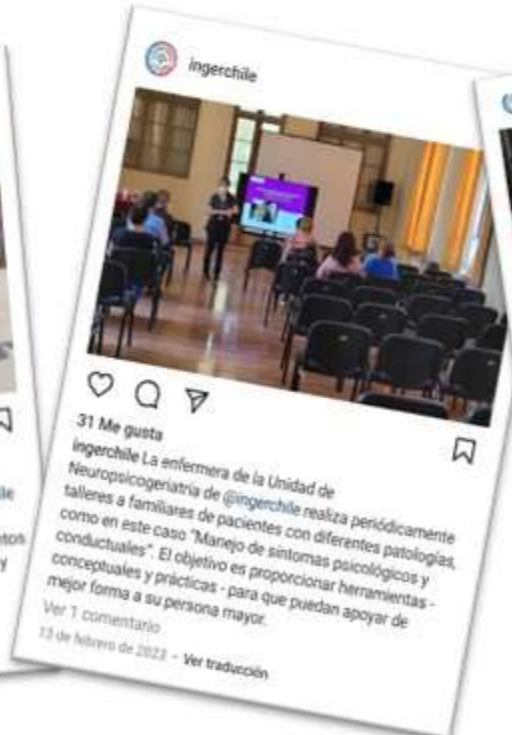 ingerchile
31 Me gusta
ingerchile La enfermera de la Unidad de
Neuropsicogeriatría de @ingerchile realiza periódicamente
talleres a familiares de pacientes con diferentes patologías,
como en este caso "Manejo de síntomas psicológicos y
conductuales". El objetivo es proporcionar herramientas -
conceptuales y prácticas - para que puedan apoyar de
mejor forma a su persona mayor.
Ver 1 comentario
13 de febrero de 2023 - Ver traducción